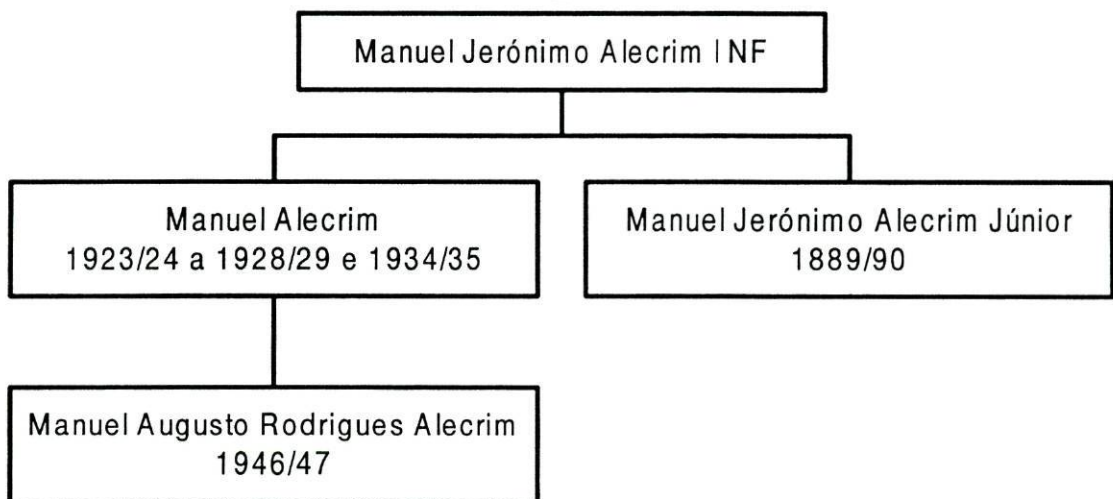 Manuel Jerónimo Alecrim INF
Manuel Alecrim
1923/24 a 1928/29 e 1934/35
Manuel Jerónimo Alecrim Júnior
1889/90
Manuel Augusto Rodrigues Alecrim
1946/47